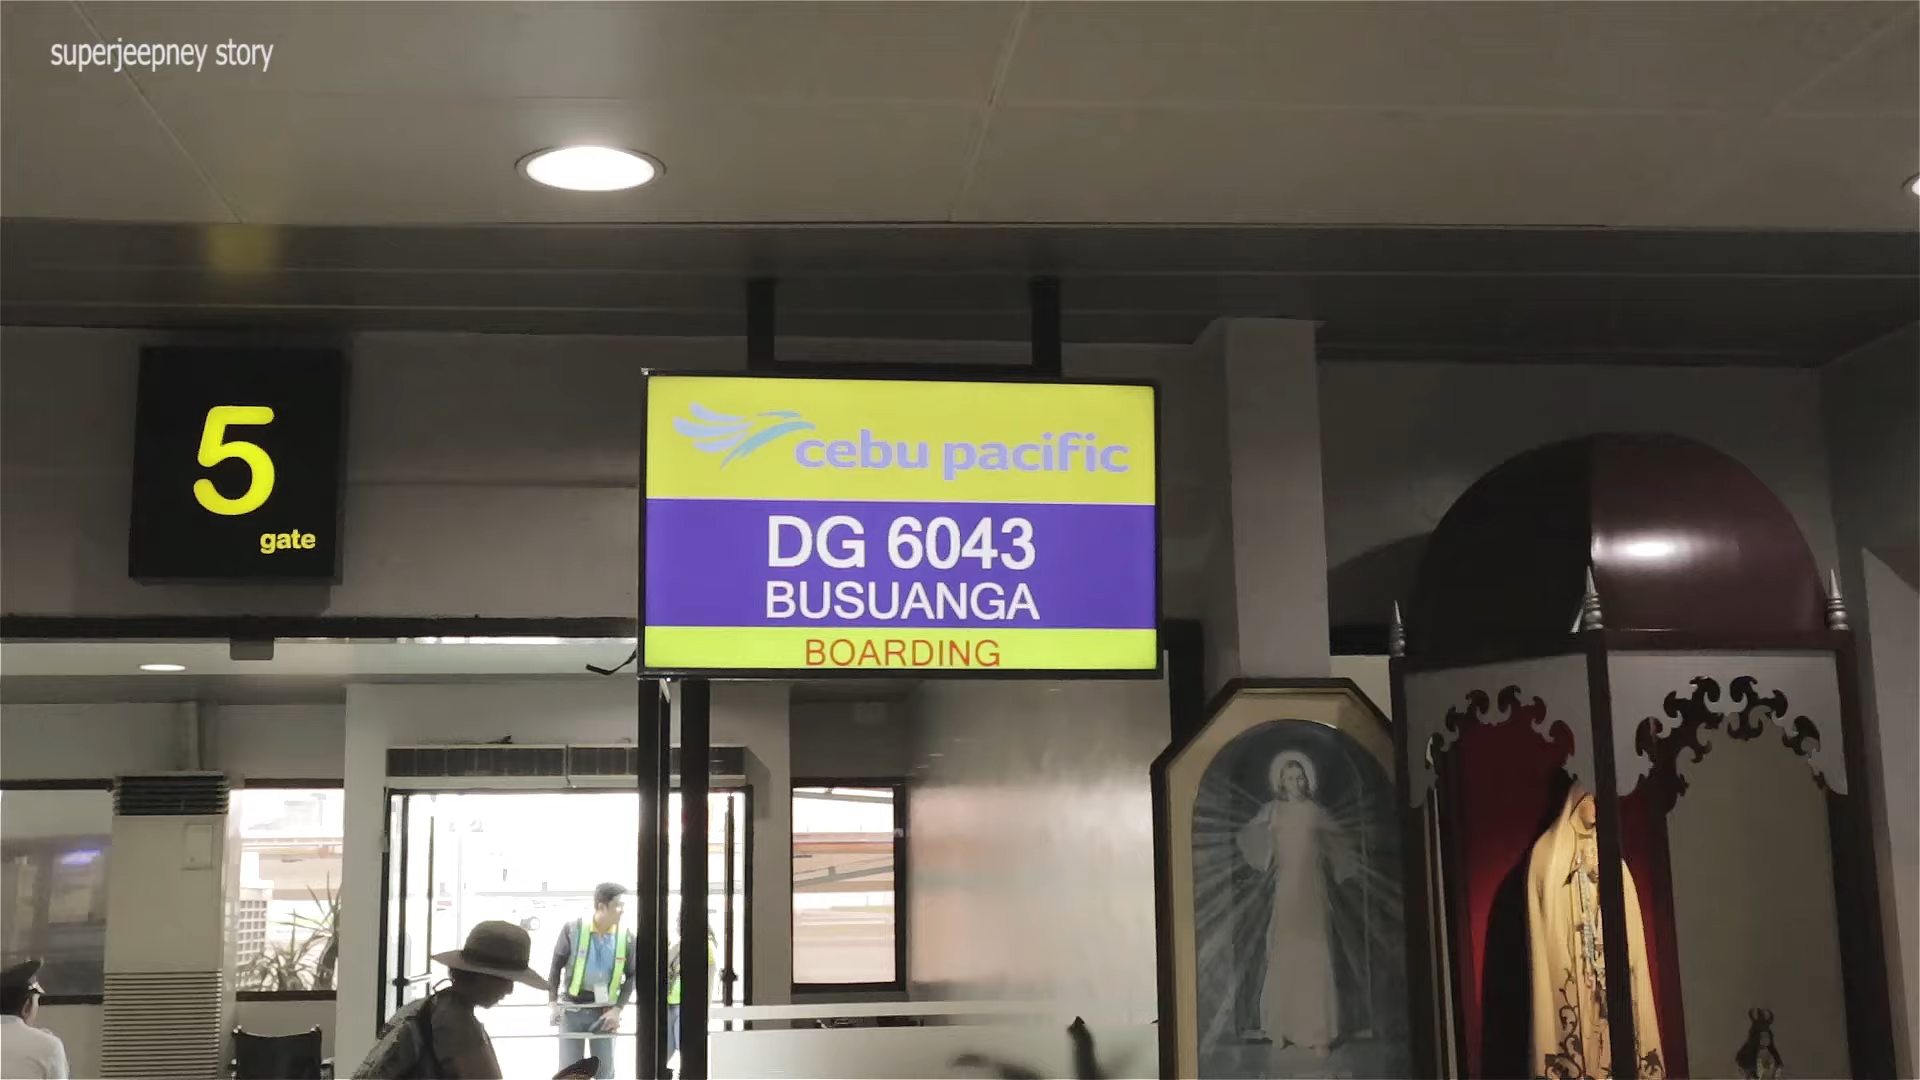 superjeepney story
5
gate
cebu pacific
DG 6043
BUSUANGA
BOARDING